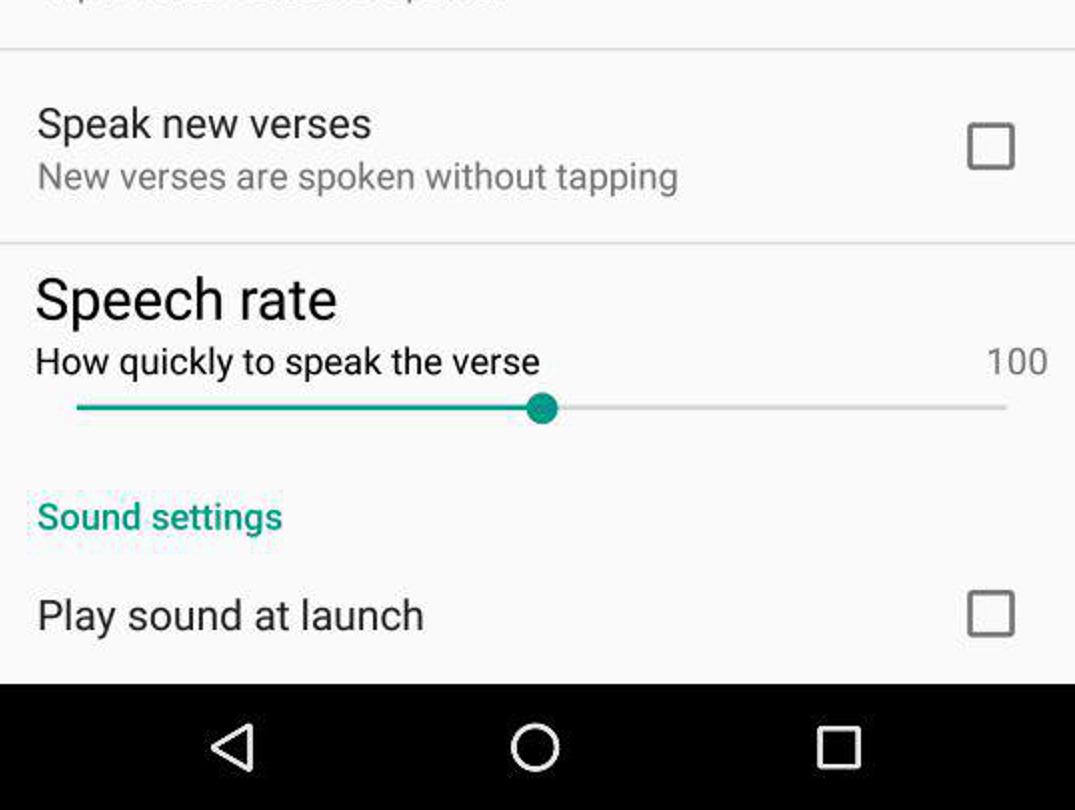 Speak new verses
New verses are spoken without tapping
Speech rate
How quickly to speak the verse
100
Sound settings
Play sound at launch